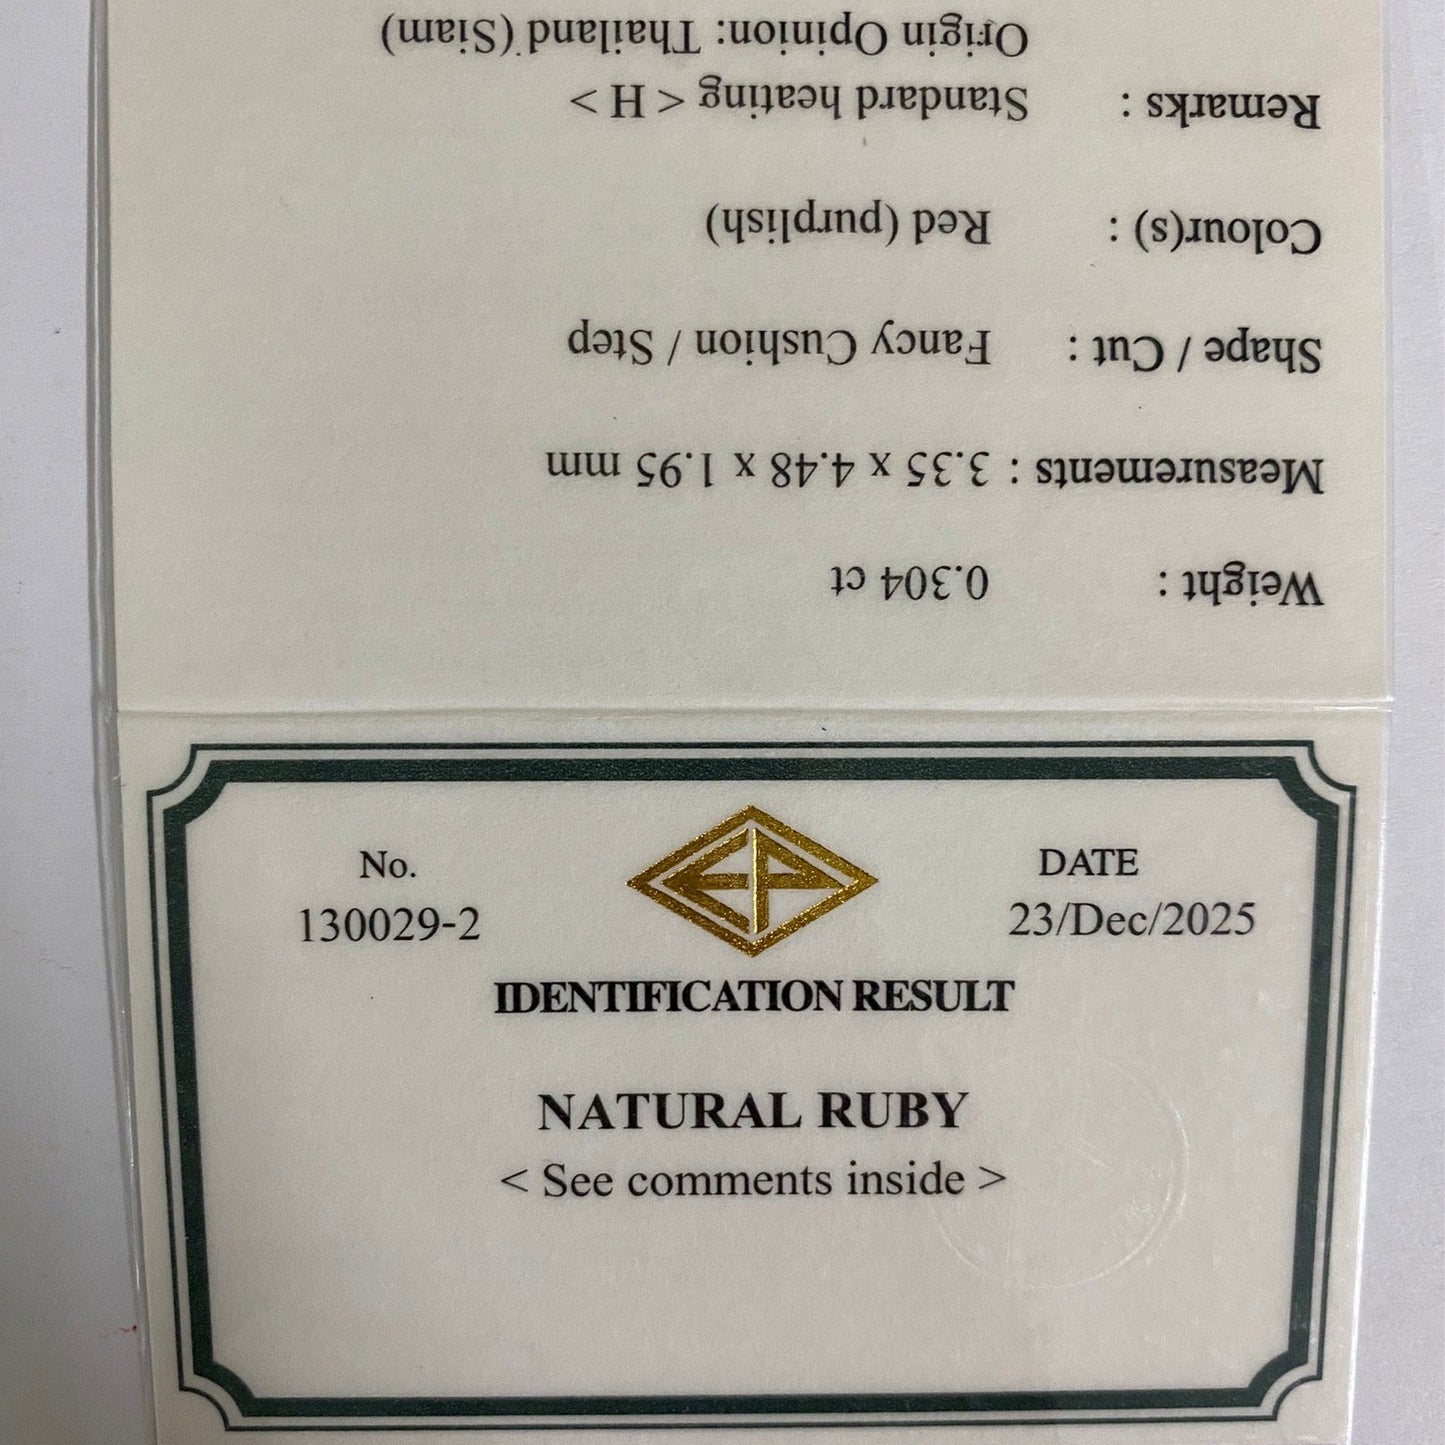 Weight : 0.304 ct
Measurements : 3.35 x 4.48 x 1.95 mm
Shape / Cut : Fancy Cushion / Step
Colour(s) : Red (purplish)
Remarks : Standard heating < H >
Origin Opinion: Thailand (Siam)
No.
130029-2
EP
DATE
23/Dec/2025
IDENTIFICATION RESULT
NATURAL RUBY
< See comments inside >